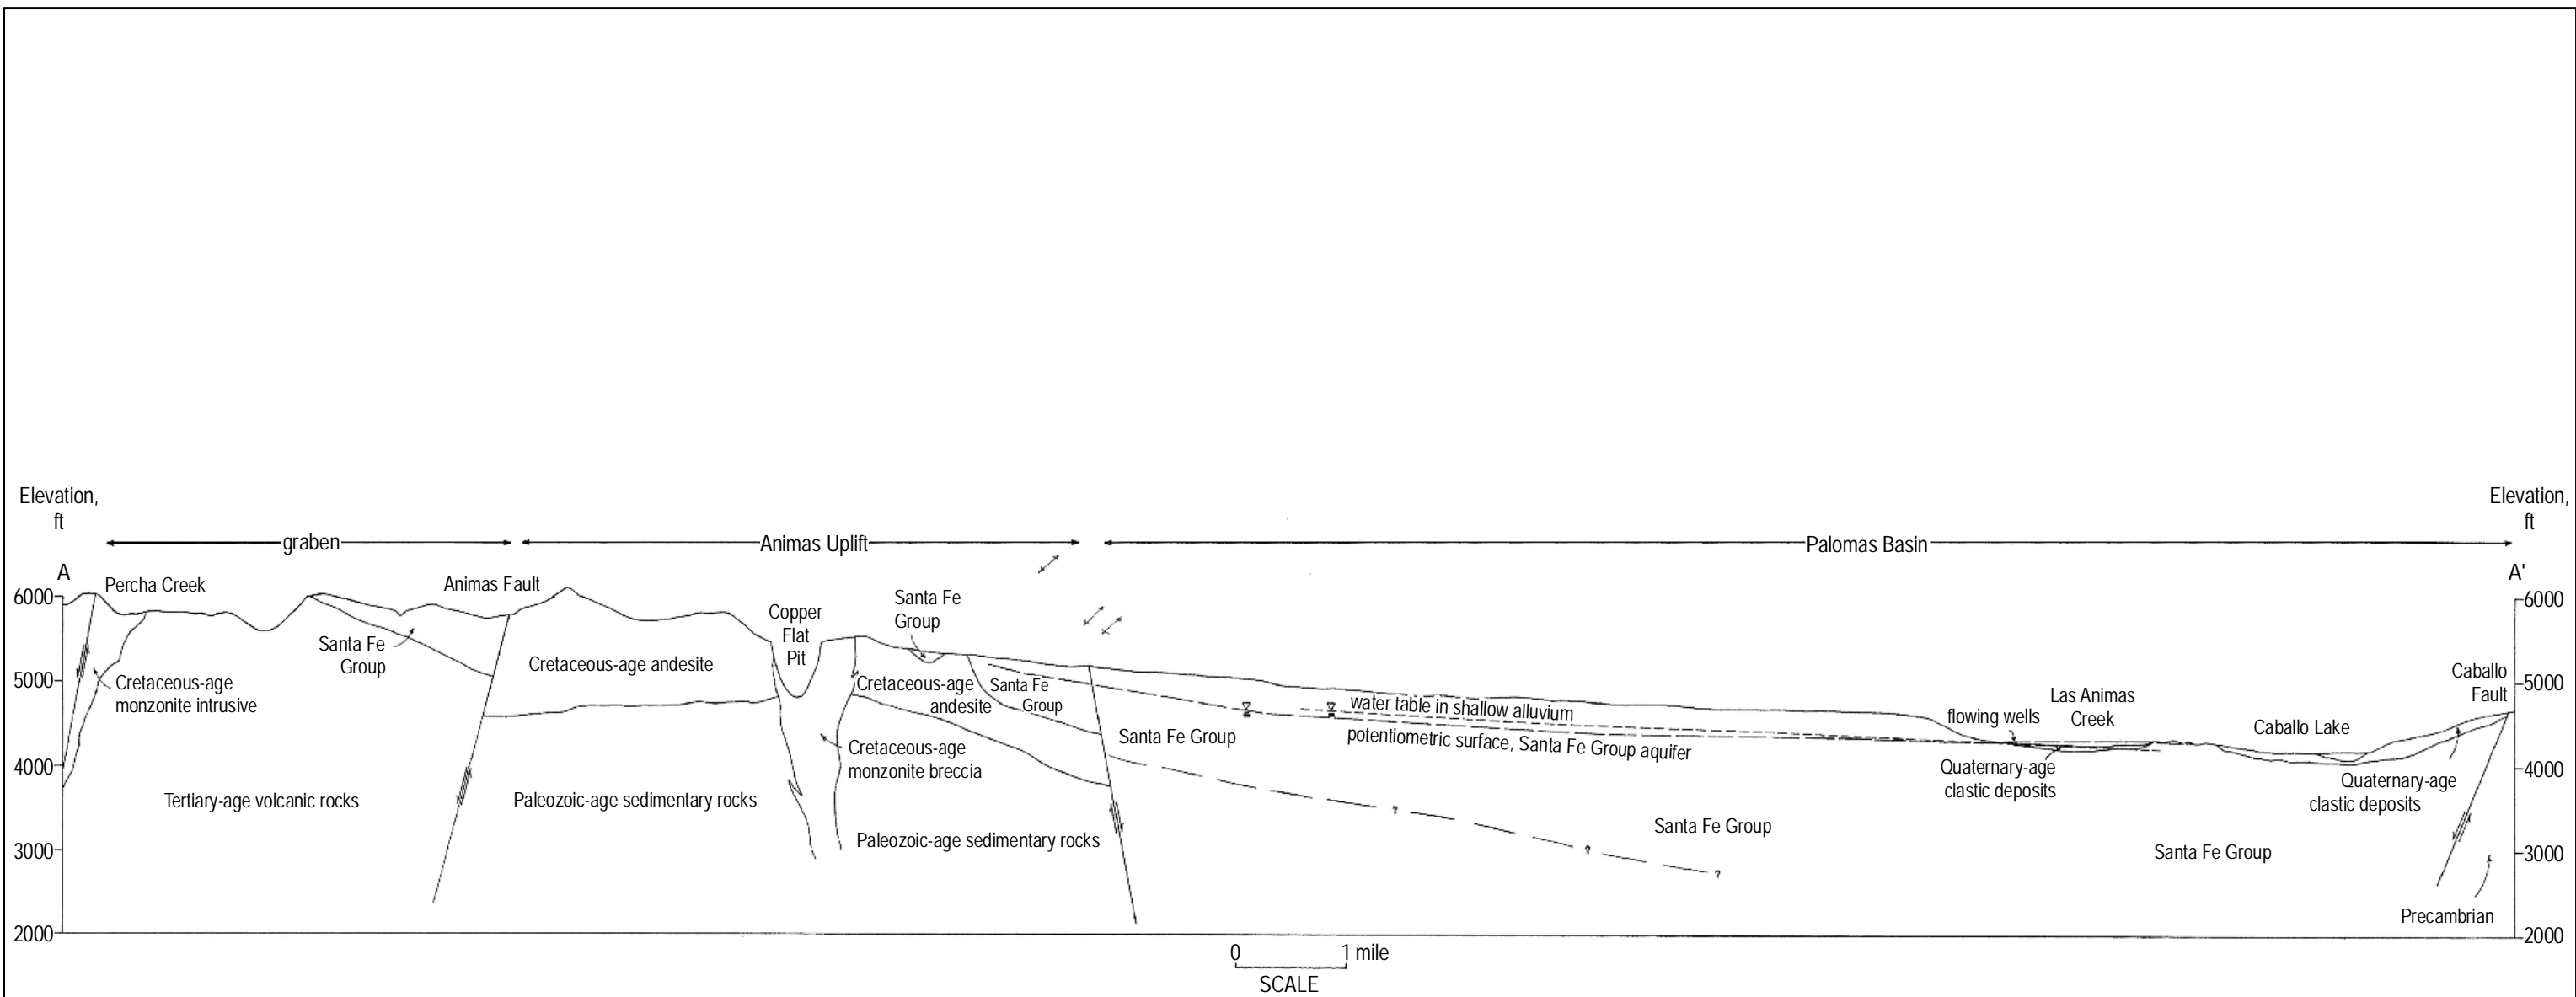 Elevation,
ft
Elevation,
ft
graben
Animas Uplift
Palomas Basin
A
A'
Percha Creek
Animas Fault
6000
6000
Copper
Flat
Pit
Santa Fe
Group
Santa Fe
Group
Cretaceous-age andesite
5000
5000
Cretaceous-age
monzonite intrusive
Cretaceous-age
andesite
Santa Fe
Group
Caballo
Fault
water table in shallow alluvium
Las Animas
Creek
flowing wells
Caballo Lake
Santa Fe Group
potentiometric surface, Santa Fe Group aquifer
Cretaceous-age
monzonite breccia
4000
4000
Quaternary-age
clastic deposits
Quaternary-age
clastic deposits
Tertiary-age volcanic rocks
Paleozoic-age sedimentary rocks
?
Santa Fe Group
Paleozoic-age sedimentary rocks
?
3000
3000
Santa Fe Group
?
Precambrian
2000
2000
0 1 mile
SCALE